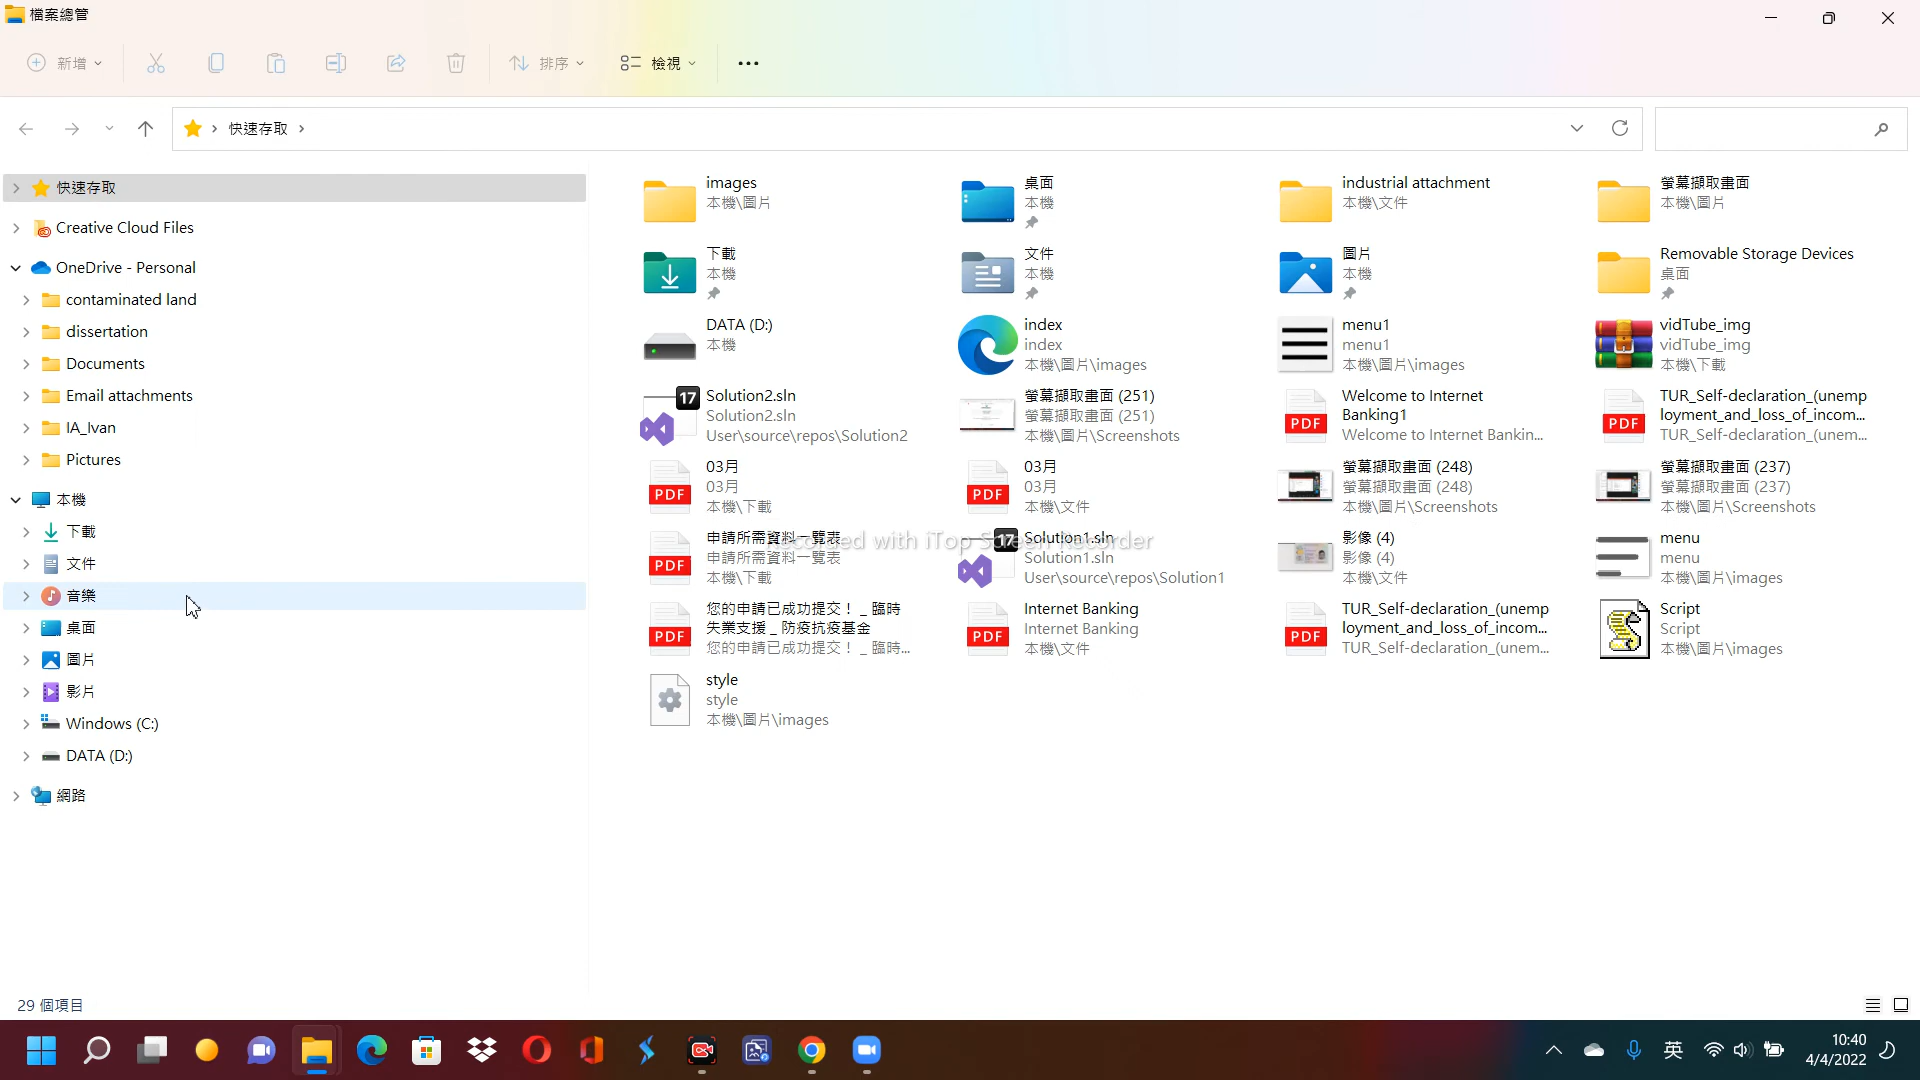 檔案總管
新增
排序
檢視
快速存取
快速存取
Creative Cloud Files
OneDrive - Personal
contaminated land
dissertation
Documents
Email attachments
IA_Ivan
Pictures
本機
下載
文件
音樂
桌面
圖片
影片
Windows (C:)
DATA (D:)
網路
images
本機\圖片
桌面
本機
industrial attachment
本機\文件
螢幕擷取畫面
本機\圖片
下載
本機
文件
本機
圖片
本機
Removable Storage Devices
桌面
DATA (D:)
本機
index
index
本機\圖片\images
menu1
menu1
本機\圖片\images
vidTube_img
vidTube_img
本機\下載
17
Solution2.sln
Solution2.sln
User\source\repos\Solution2
螢幕擷取畫面 (251)
螢幕擷取畫面 (251)
本機\圖片\Screenshots
PDF
Welcome to Internet
Banking1
Welcome to Internet Bankin...
PDF
TUR_Self-declaration_(unemp
loyment_and_loss_of_incom...
TUR_Self-declaration_(unem...
PDF
03月
03月
本機\下載
PDF
03月
03月
本機\文件
螢幕擷取畫面 (248)
螢幕擷取畫面 (248)
本機\圖片\Screenshots
螢幕擷取畫面 (237)
螢幕擷取畫面 (237)
本機\圖片\Screenshots
PDF
申請所需資料一覽表
申請所需資料一覽表
本機\下載
Recorded with iTop Screen Recorder
17
Solution1.sln
Solution1.sln
User\source\repos\Solution1
影像 (4)
影像 (4)
本機\文件
menu
menu
本機\圖片\images
PDF
您的申請已成功提交！ _ 臨時
失業支援 _ 防疫抗疫基金
您的申請已成功提交！ _ 臨時...
PDF
Internet Banking
Internet Banking
本機\文件
PDF
TUR_Self-declaration_(unemp
loyment_and_loss_of_incom...
TUR_Self-declaration_(unem...
Script
Script
本機\圖片\images
style
style
本機\圖片\images
29 個項目
英
10:40
4/4/2022